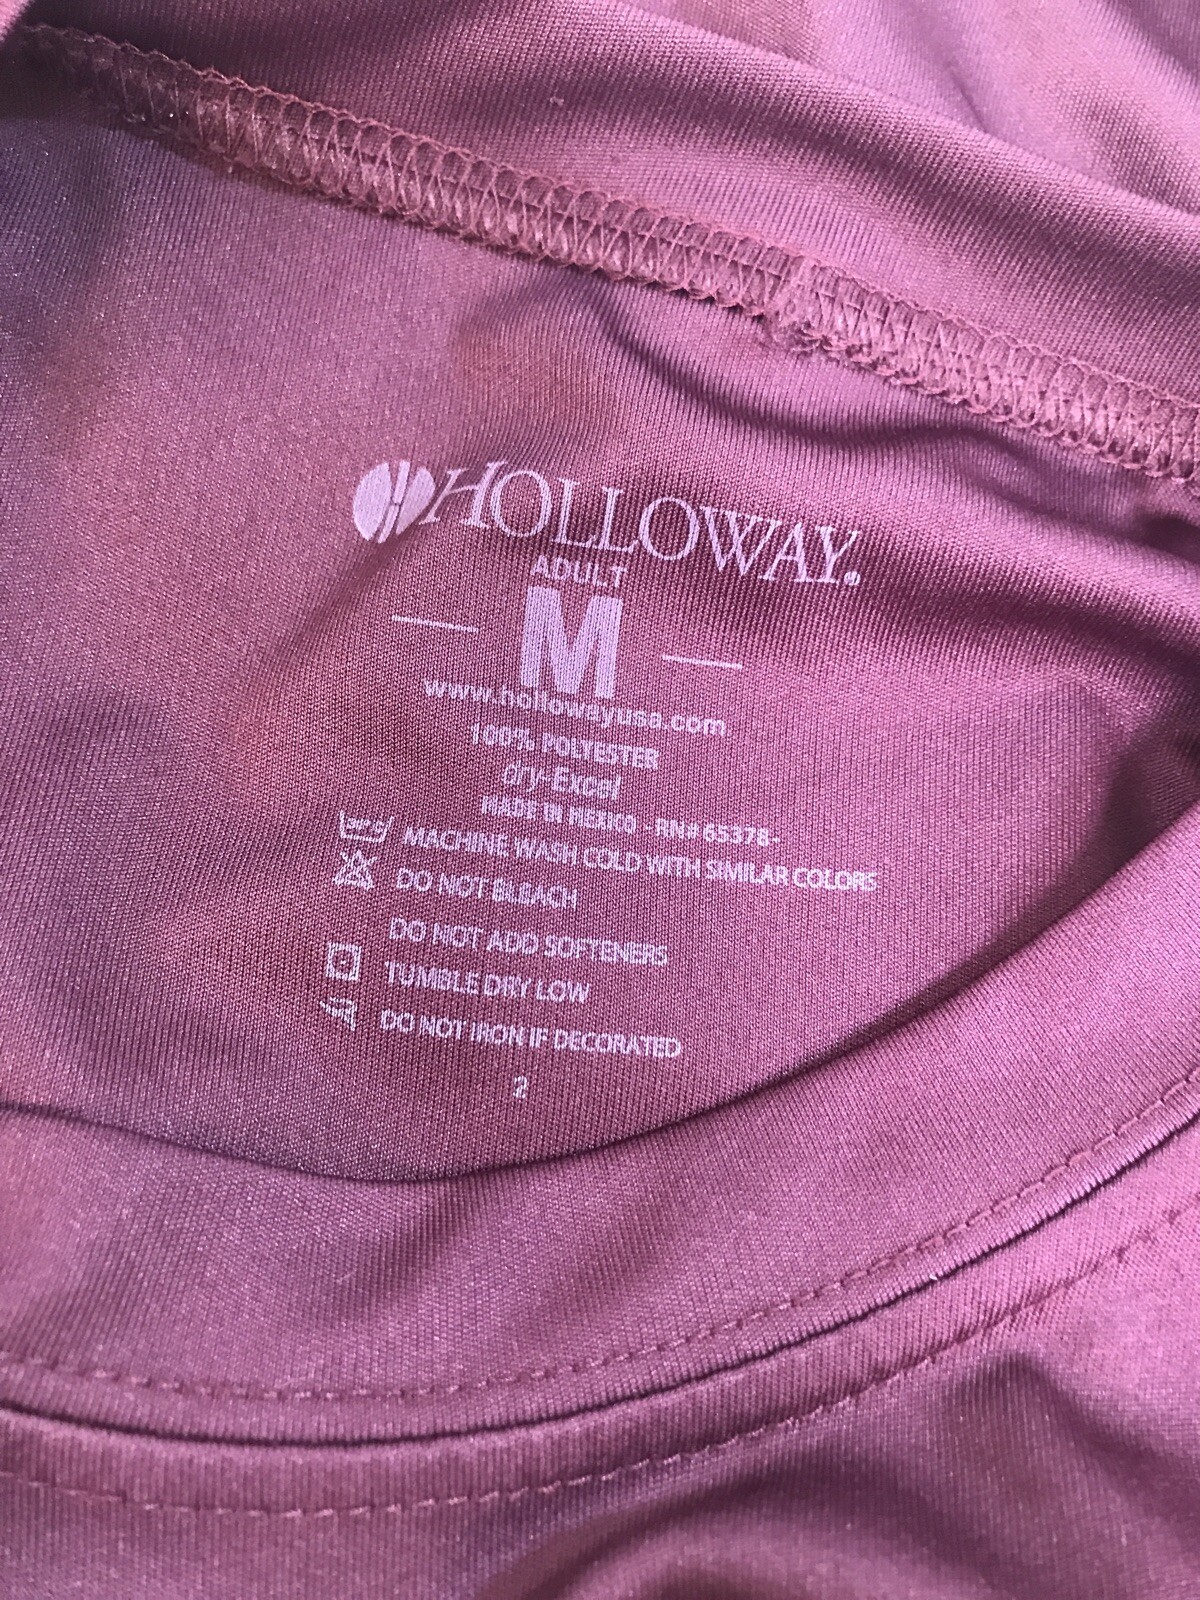 HOLLOWAY.
ADULT
M
www.hollowayusa.com
100% POLYESTER
dry-Excel
MADE IN MEXICO - RN# 65378-
MACHINE WASH COLD WITH SIMILAR COLORS
DO NOT BLEACH
DO NOT ADD SOFTENERS
TUMBLE DRY LOW
DO NOT IRON IF DECORATED
2